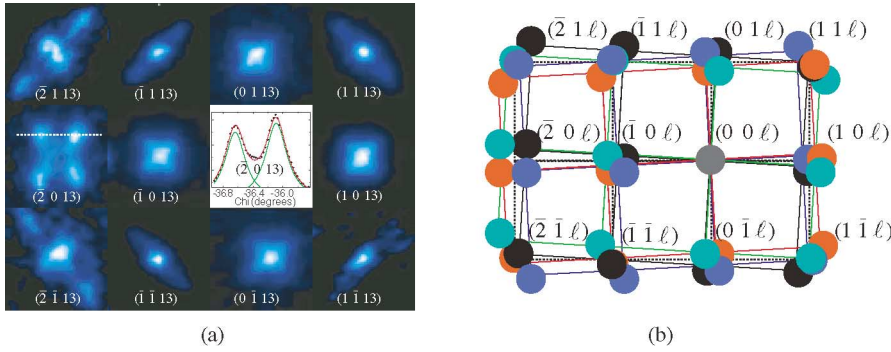 (2̄ 1 13) (1̄ 1 13) (0 1 13) (1 1 13)
(2̄ 0 13) (1̄ 0 13) (2̄ 0 13) (1 0 13)
-36.8 -36.4 -36.0
Chi (degrees)
(2̄ 1̄ 13) (1̄ 1̄ 13) (0 1̄ 13) (1 1̄ 13)
(a)
(2̄ 1 ℓ) (1̄ 1 ℓ) (0 1 ℓ) (1 1 ℓ)
(2̄ 0 ℓ) (1̄ 0 ℓ) (0 0 ℓ) (1 0 ℓ)
(2̄ 1̄ ℓ) (1̄ 1̄ ℓ) (0 1̄ ℓ) (1 1̄ ℓ)
(b)